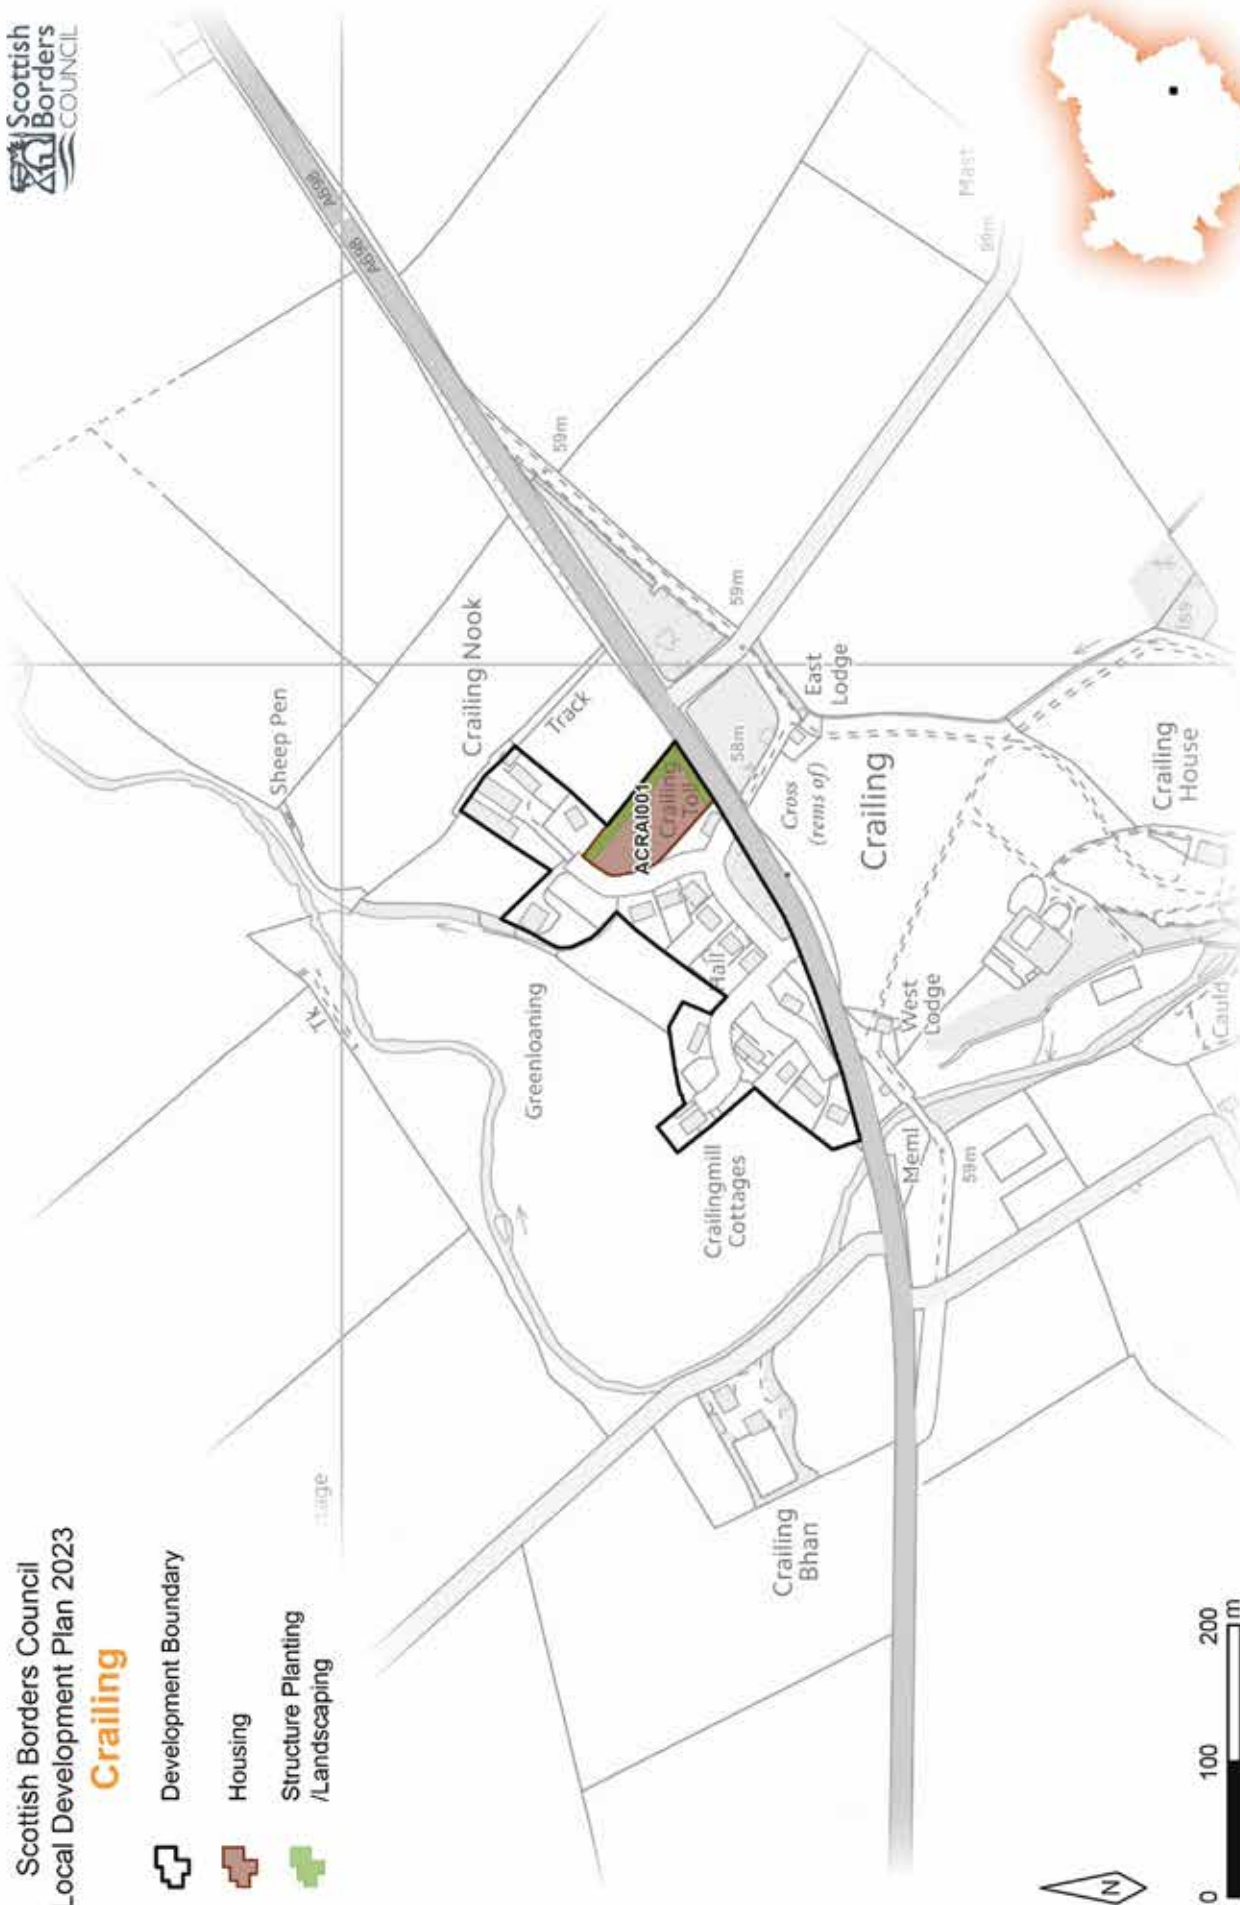 Scottish Borders Council
Local Development Plan 2023
Crailing
Development Boundary
Housing
Structure Planting
/Landscaping
Scottish
Borders
COUNCIL
A698
A698
Sheep Pen
Tk
Greenloaning
Crailing Nook
Track
59m
Mast
99m
59m
ACRAI001
Crailing
Toll
58m
East
Lodge
Hall
Cross
(rems of)
Crailing
Crailingmill
Cottages
West
Lodge
Meml
59m
Crailing
House
Cauld
Crailing
Bhan
N
0
100
200
m